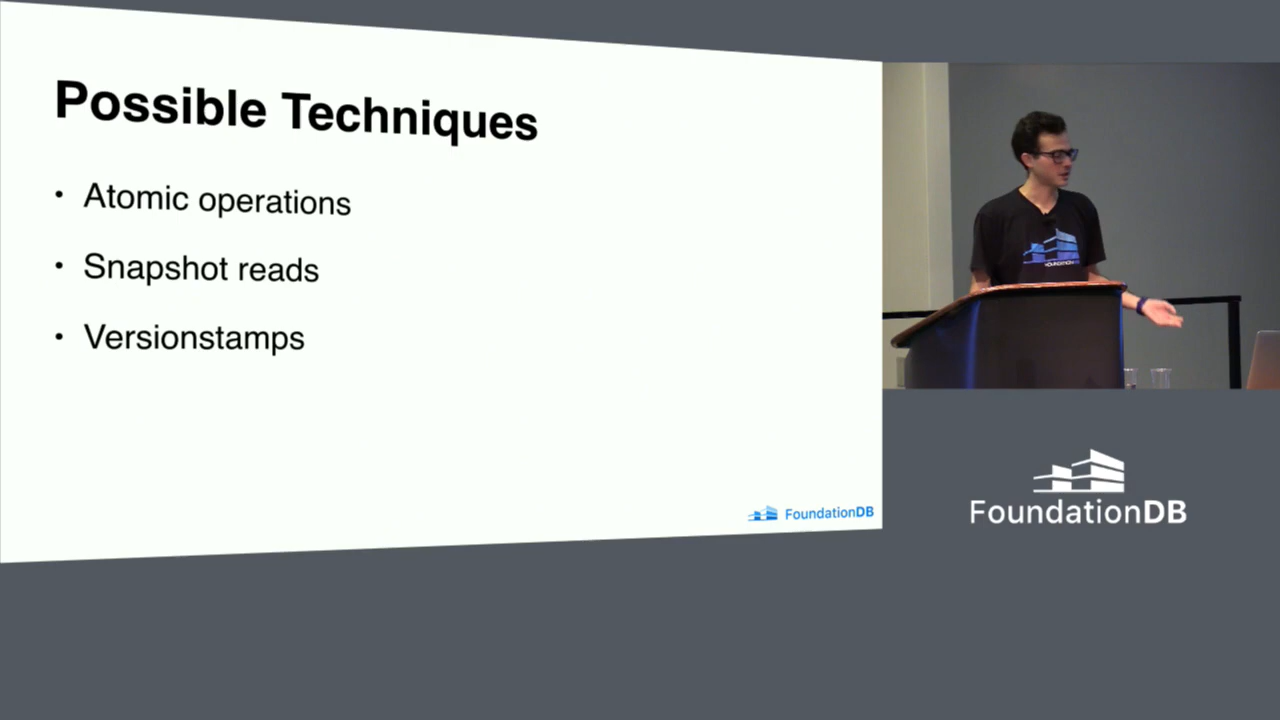 Possible Techniques
• Atomic operations
• Snapshot reads
• Versionstamps
FoundationDB
FoundationDB